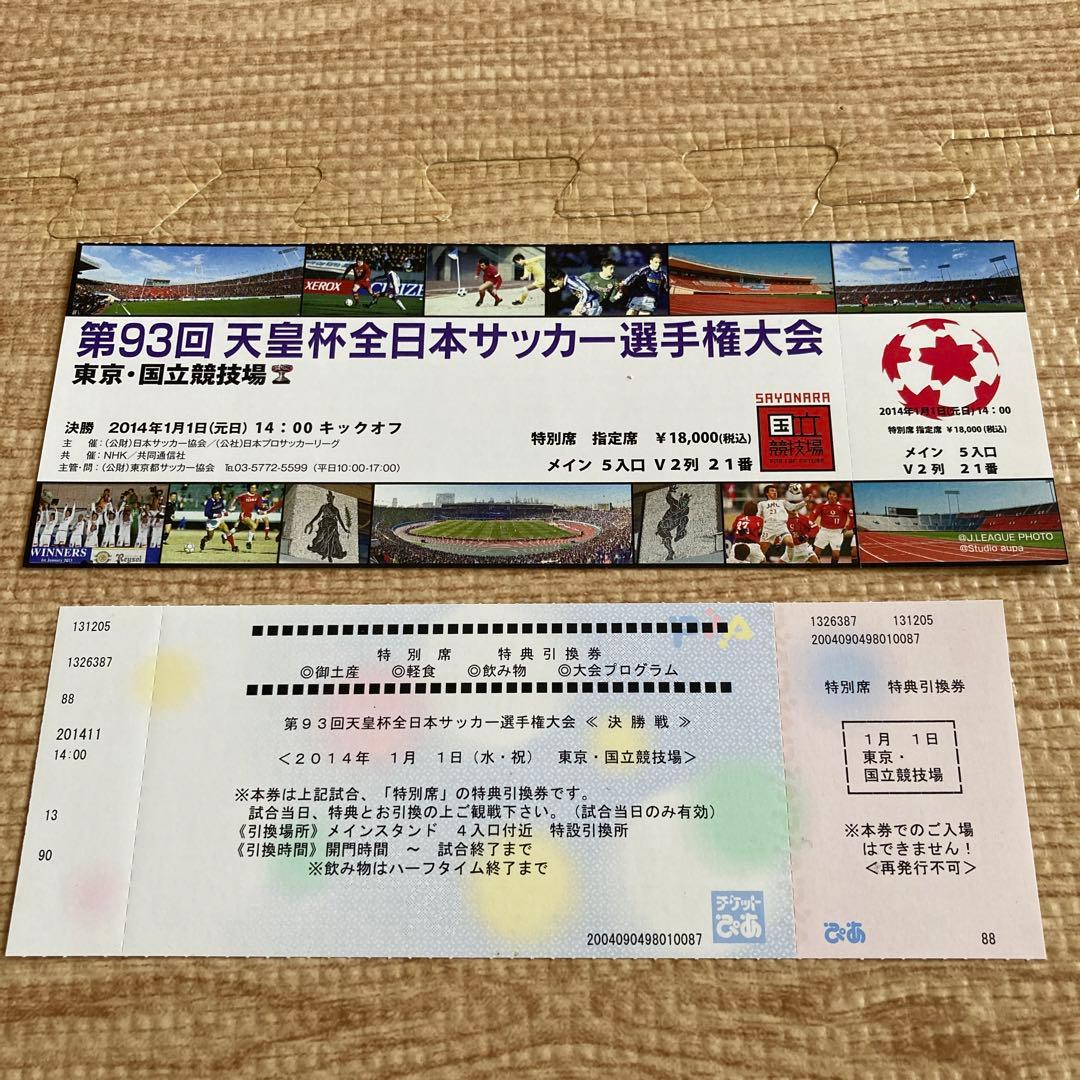 XEROX
CITIZE
第93回 天皇杯全日本サッカー選手権大会
東京・国立競技場
決勝 2014年1月1日(元日) 14:00 キックオフ
主 催:(公財)日本サッカー協会/(公社)日本プロサッカーリーグ
共 催:NHK/共同通信社
主管・問:(公財)東京都サッカー協会 ℡03-5772-5599(平日10:00-17:00)
特別席 指定席 ¥18,000(税込)
メイン 5入口 V2列 21番
SAYONARA
国立
競技場
FOR THE FUTURE
2014年1月1日(元日)14:00
特別席 指定席 ¥18,000(税込)
メイン 5入口
V2列 21番
WINNERS
1st January 2013
Reysol
@J.LEAGUE PHOTO
@Studio aupa
131205
1326387
88
201411
14:00
13
90
PIA
特別席 特典引換券
◎御土産 ◎軽食 ◎飲み物 ◎大会プログラム
第93回天皇杯全日本サッカー選手権大会≪決勝戦≫
<2014年 1月 1日(水・祝) 東京・国立競技場>
※本券は上記試合、「特別席」の特典引換券です。
試合当日、特典とお引換の上ご観戦下さい。(試合当日のみ有効)
《引換場所》メインスタンド 4入口付近 特設引換所
《引換時間》開門時間 ~ 試合終了まで
※飲み物はハーフタイム終了まで
チケット
ぴあ
2004090498010087
1326387 131205
2004090498010087
特別席 特典引換券
1月 1日
東京・
国立競技場
※本券でのご入場
はできません!
<再発行不可>
ぴあ
88